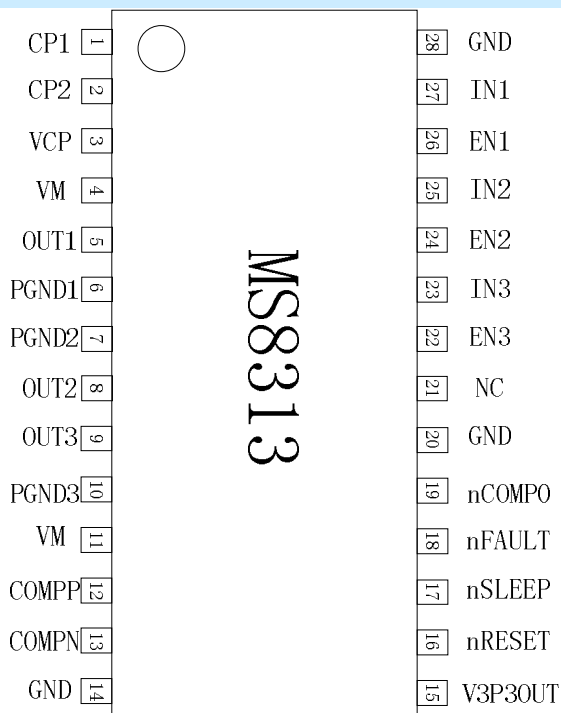 CP1 1
CP2 2
VCP 3
VM 4
OUT1 5
PGND1 6
PGND2 7
OUT2 8
OUT3 9
PGND3 10
VM 11
COMPP 12
COMPN 13
GND 14
MS8313
28 GND
27 IN1
26 EN1
25 IN2
24 EN2
23 IN3
22 EN3
21 NC
20 GND
19 nCOMPO
18 nFAULT
17 nSLEEP
16 nRESET
15 V3P3OUT